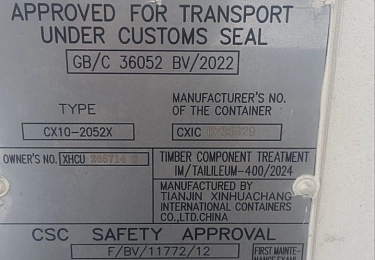 APPROVED FOR TRANSPORT
UNDER CUSTOMS SEAL
GB/C 36052 BV/2022
TYPE
MANUFACTURER'S NO.
OF THE CONTAINER
CX10-2052X
CXIC
OWNER'S NO. XHCU
TIMBER COMPONENT TREATMENT
IM/TAILILEUM-400/2024
MANUFACTURED BY
TIANJIN XINHUACHANG
INTERNATIONAL CONTAINERS
CO.,LTD.CHINA
CSC SAFETY APPROVAL
F/BV/11772/12
FIRST MAINTE-